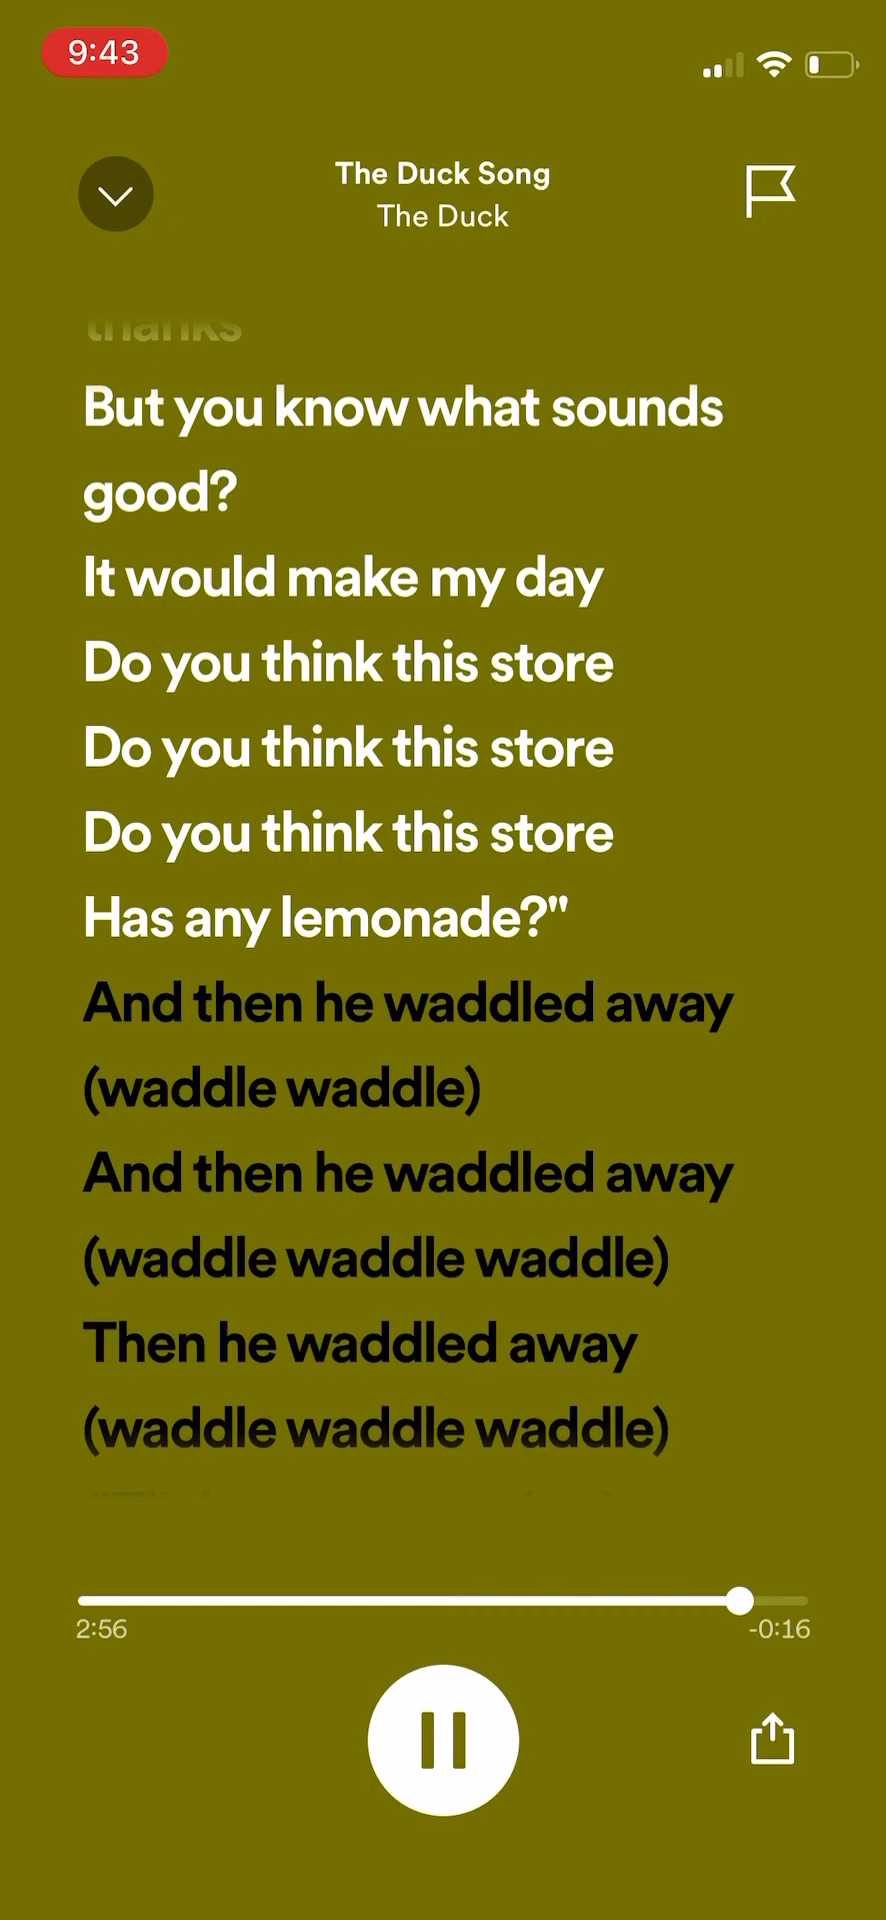 9:43
The Duck Song
The Duck
thanks
But you know what sounds
good?
It would make my day
Do you think this store
Do you think this store
Do you think this store
Has any lemonade?"
And then he waddled away
(waddle waddle)
And then he waddled away
(waddle waddle waddle)
Then he waddled away
(waddle waddle waddle)
2:56
-0:16